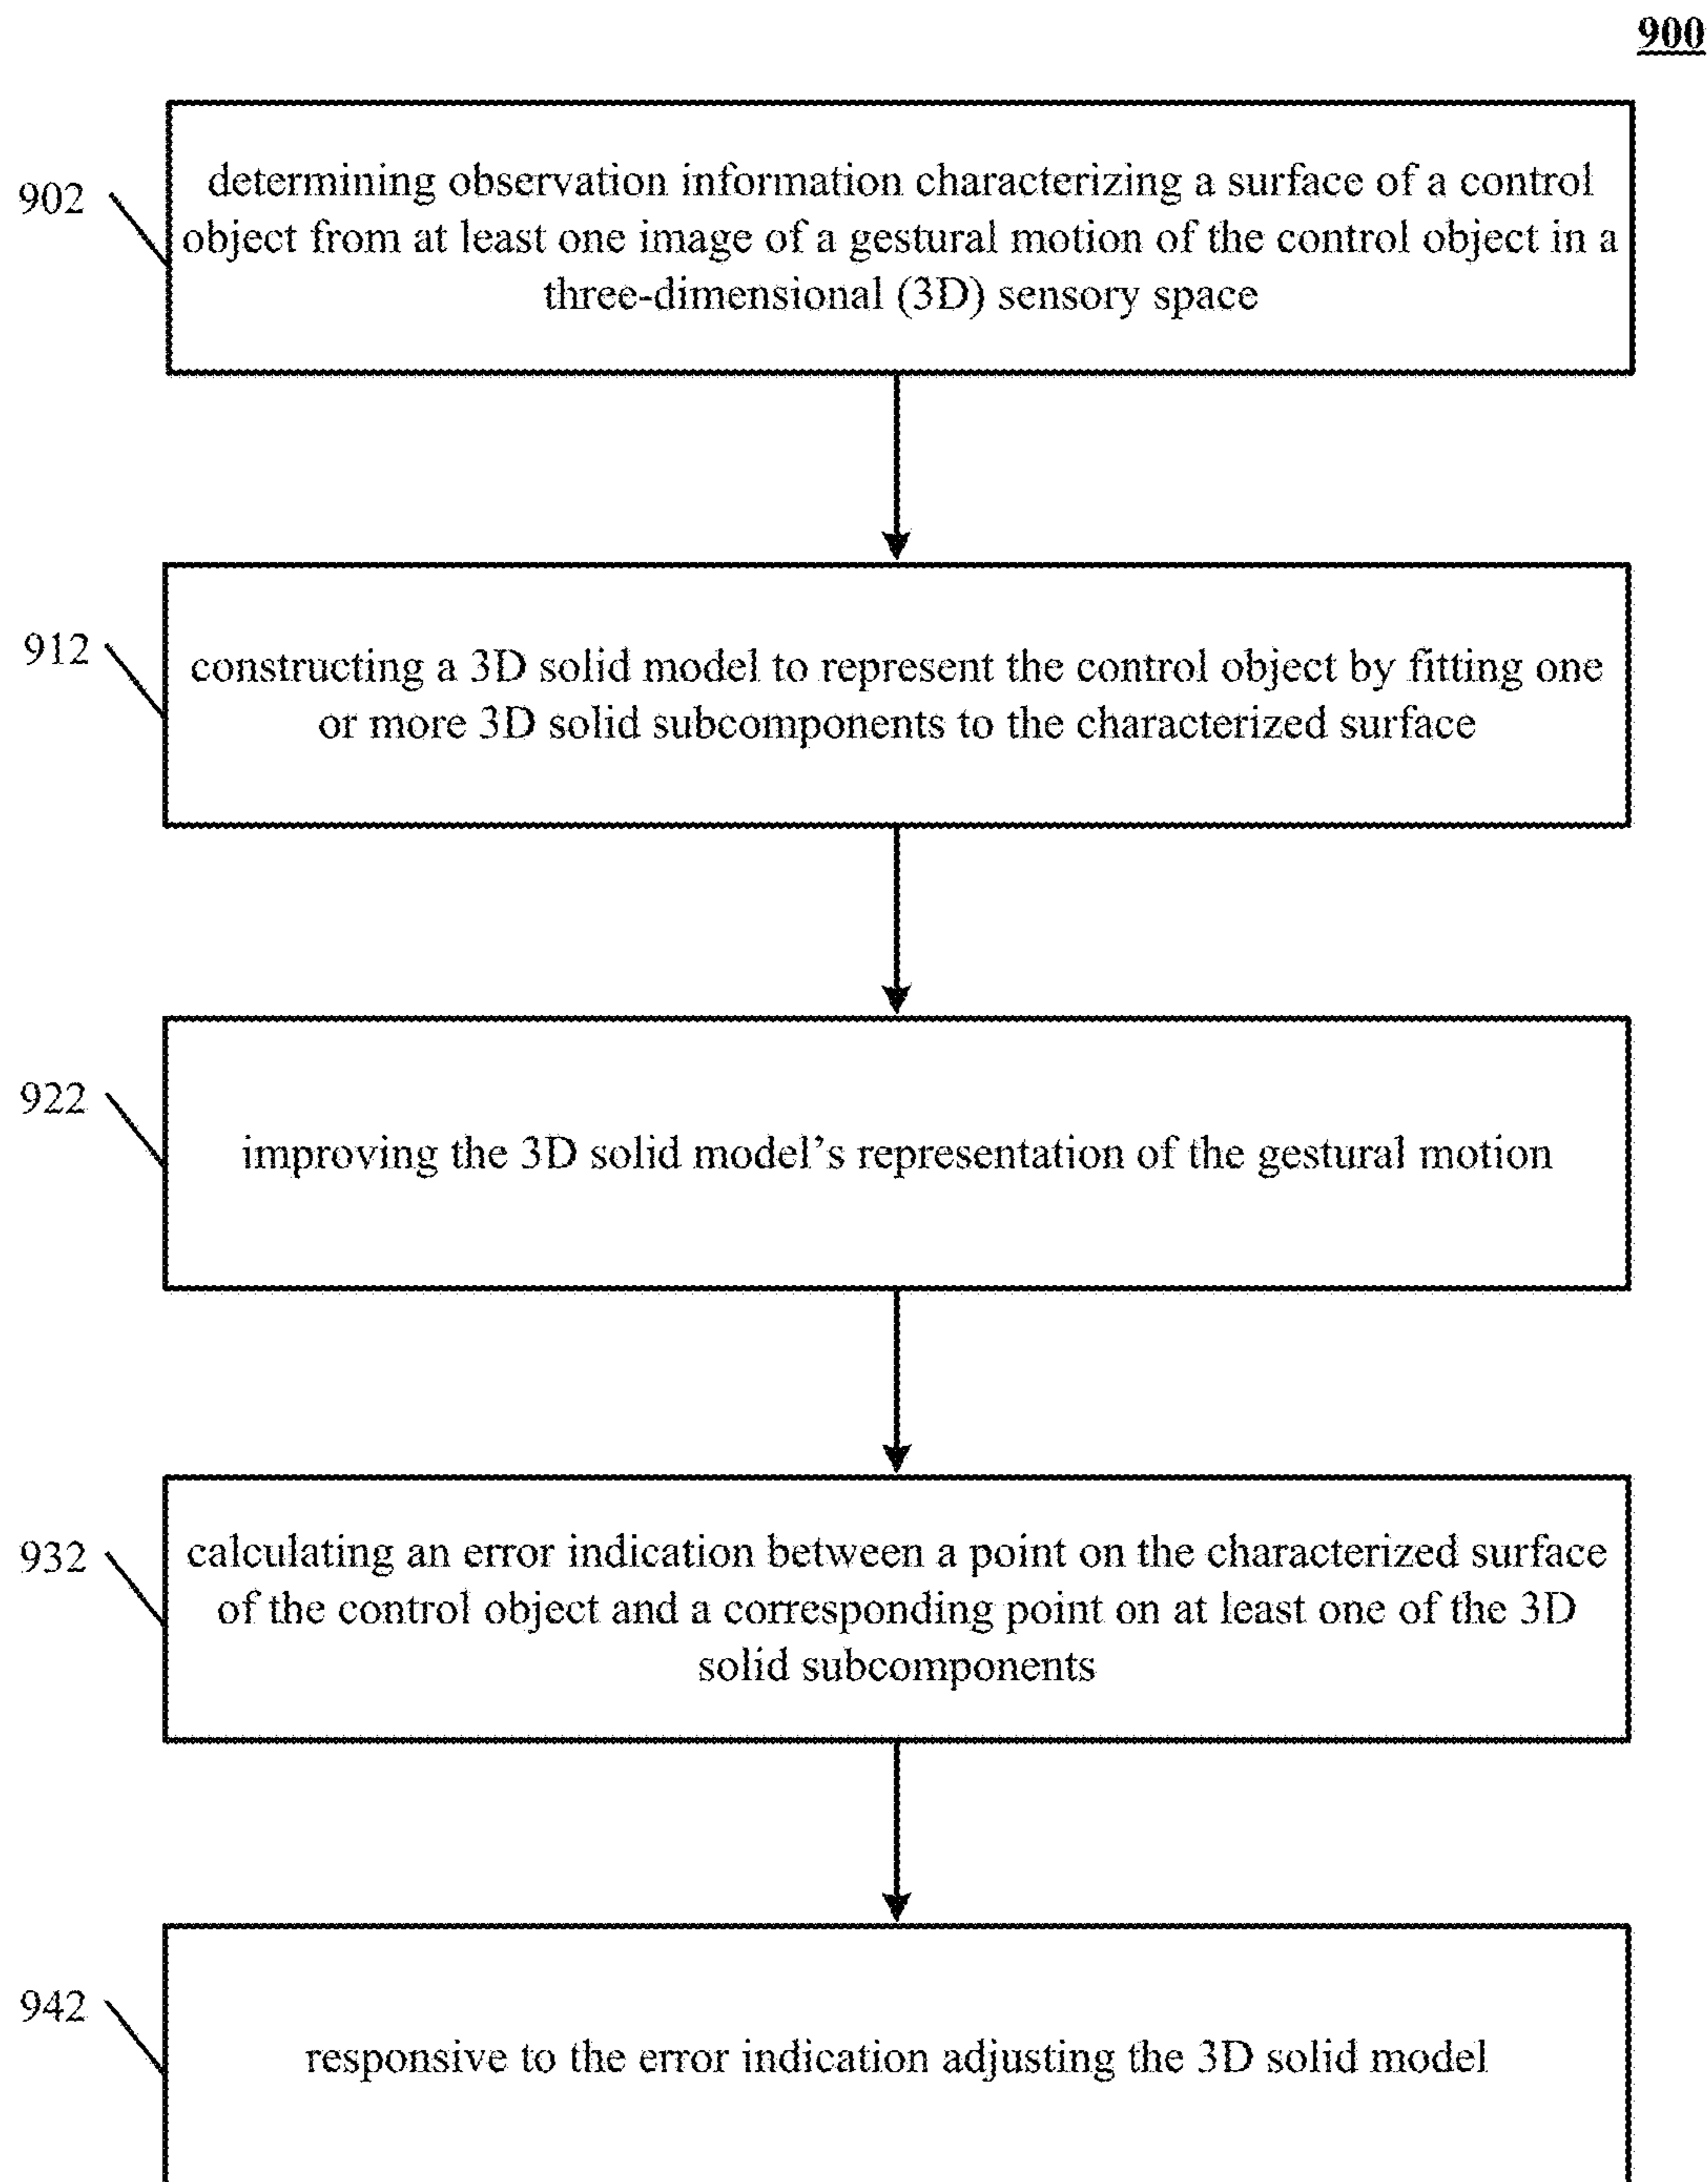 900
902
determining observation information characterizing a surface of a control
object from at least one image of a gestural motion of the control object in a
three-dimensional (3D) sensory space
912
constructing a 3D solid model to represent the control object by fitting one
or more 3D solid subcomponents to the characterized surface
922
improving the 3D solid model’s representation of the gestural motion
932
calculating an error indication between a point on the characterized surface
of the control object and a corresponding point on at least one of the 3D
solid subcomponents
942
responsive to the error indication adjusting the 3D solid model